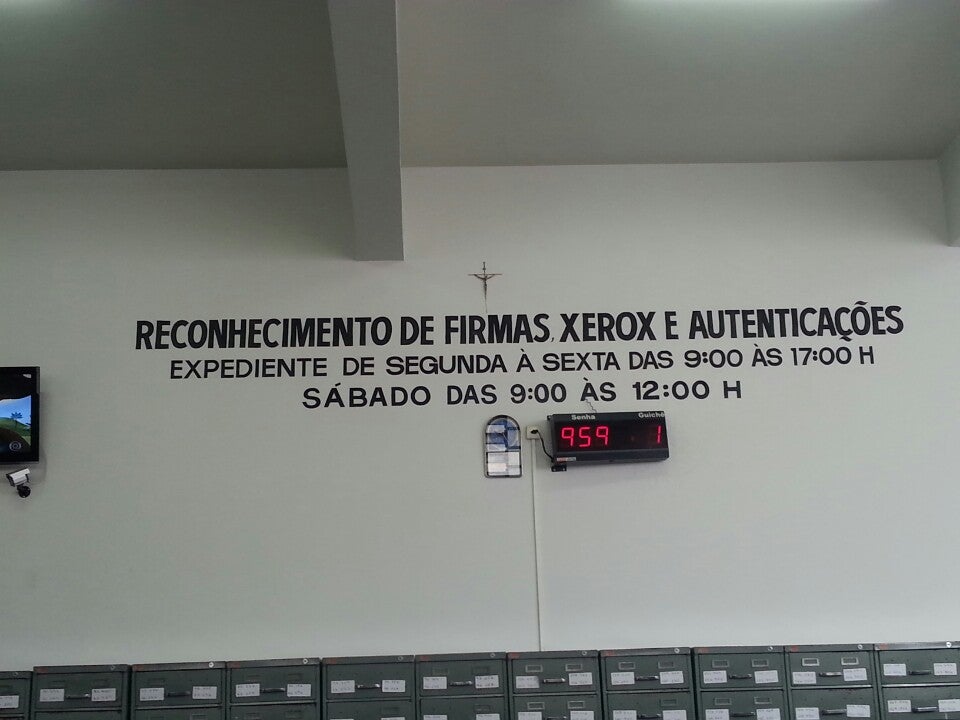 RECONHECIMENTO DE FIRMAS, XEROX E AUTENTICAÇÕES
EXPEDIENTE DE SEGUNDA À SEXTA DAS 9:00 ÀS 17:00 H
SÁBADO DAS 9:00 ÀS 12:00 H
Senha Guichê
959 1